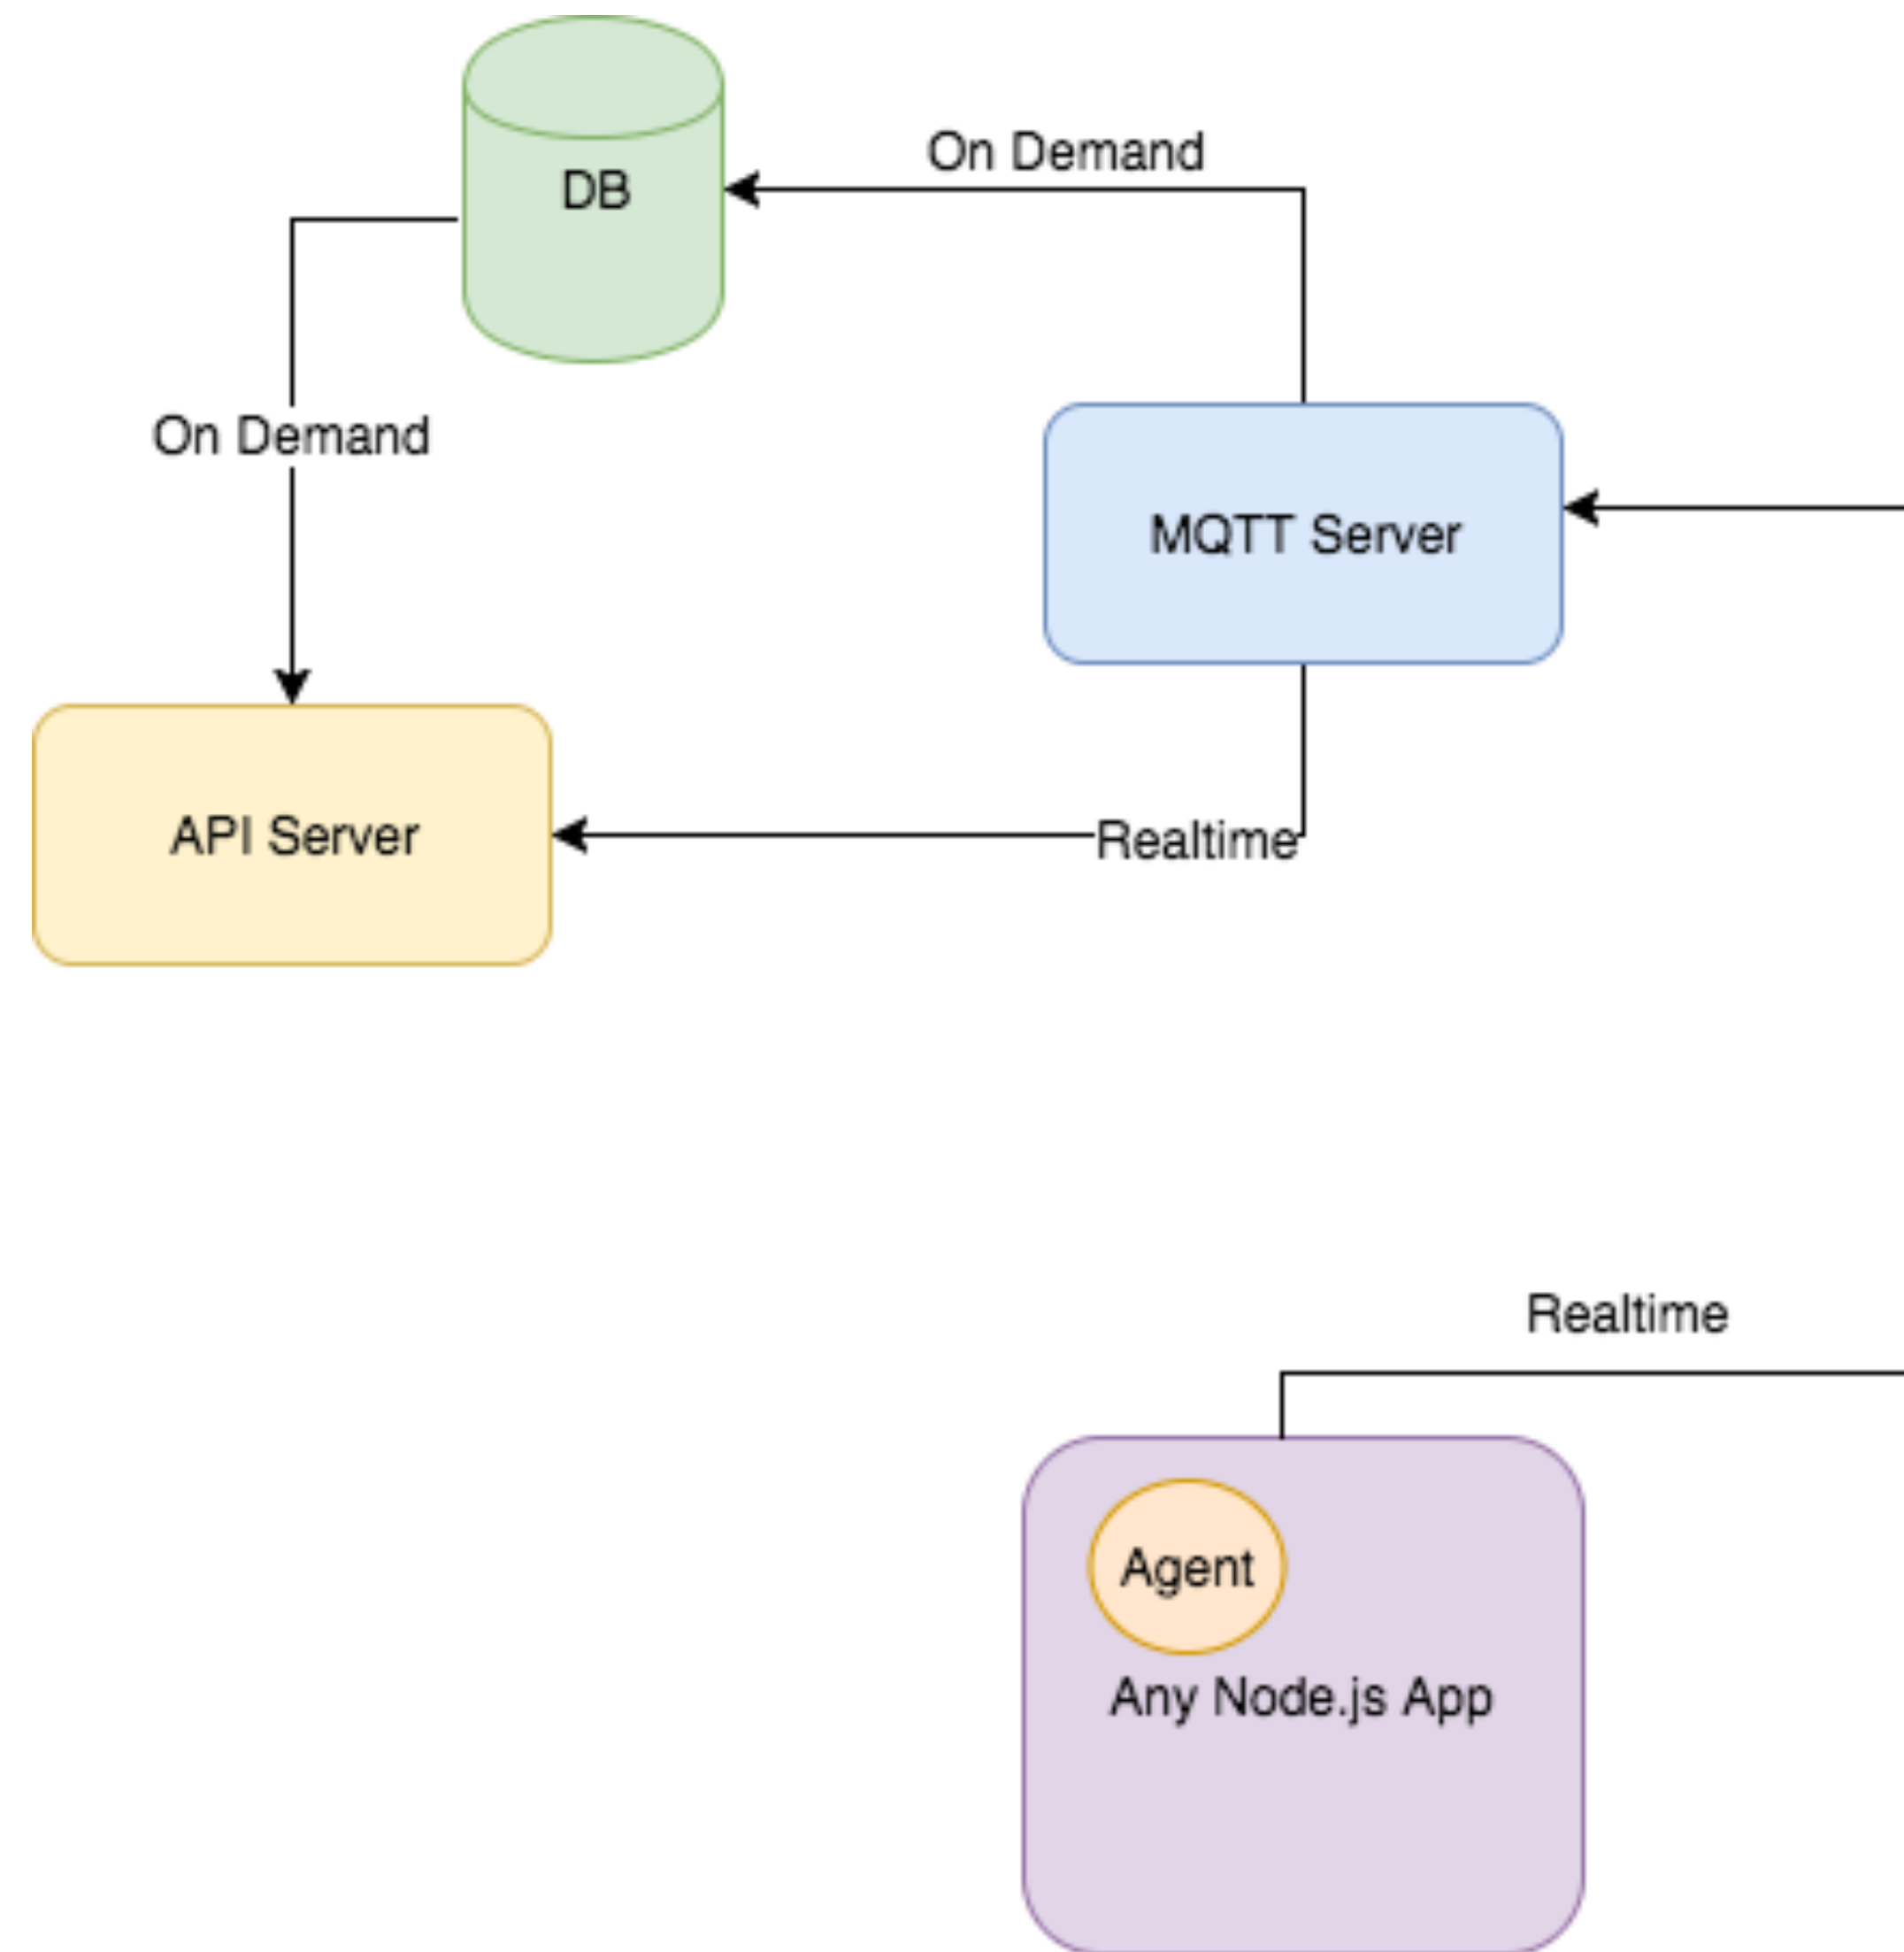 On Demand
DB
On Demand
MQTT Server
API Server
Realtime
Realtime
Agent
Any Node.js App